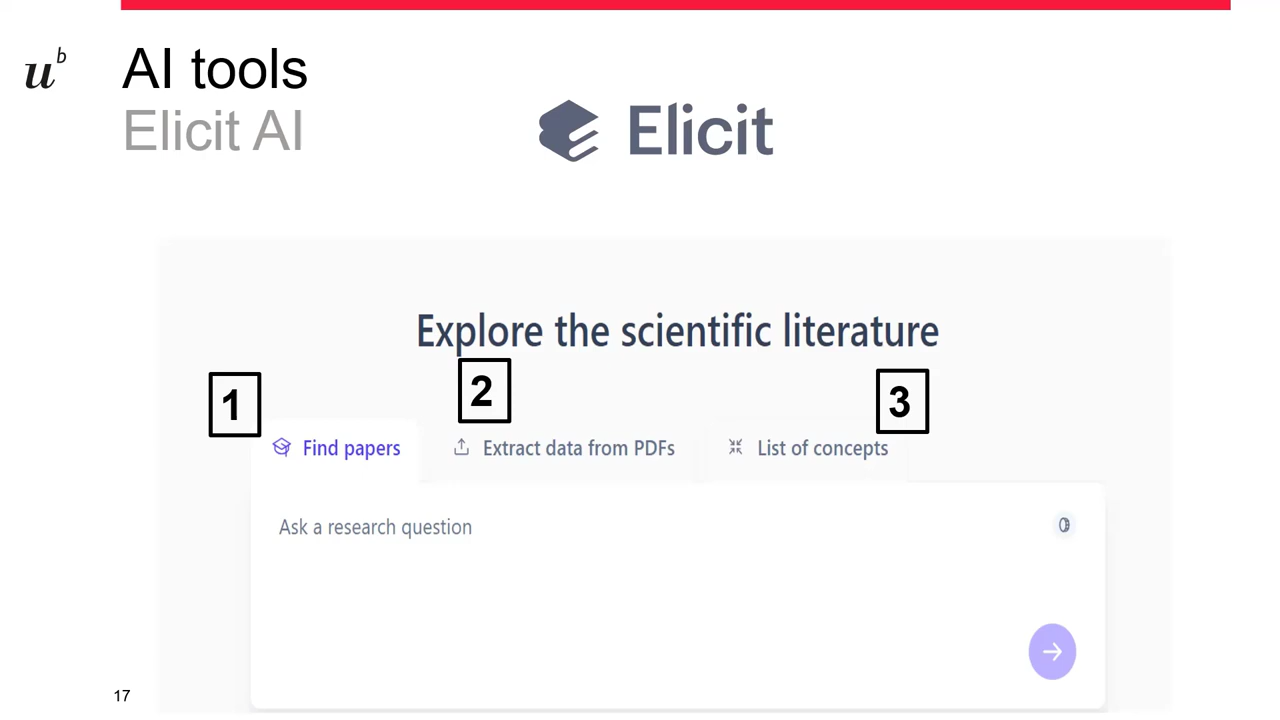 u b
AI tools
Elicit AI
Elicit
Explore the scientific literature
1
2
3
Find papers
Extract data from PDFs
List of concepts
Ask a research question
17